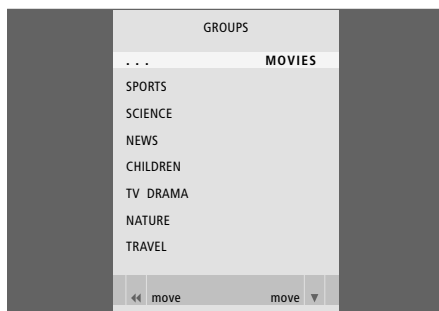 GROUPS
. . . MOVIES
SPORTS
SCIENCE
NEWS
CHILDREN
TV DRAMA
NATURE
TRAVEL
move move